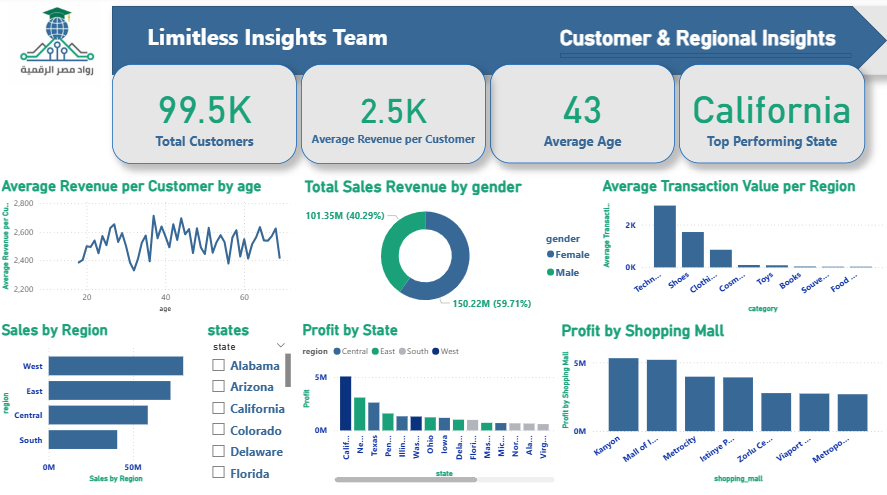 رواد مصر الرقمية
Limitless Insights Team
Customer & Regional Insights
99.5K
Total Customers
2.5K
Average Revenue per Customer
43
Average Age
California
Top Performing State
Average Revenue per Customer by age
Average Revenue per Cu...
2,800
2,600
2,400
2,200
20
40
60
age
Total Sales Revenue by gender
101.35M (40.29%)
150.22M (59.71%)
gender
Female
Male
Average Transaction Value per Region
Average Transacti...
2K
0K
Techn...
Shoes
Clothi...
Cosm...
Toys
Books
Souve...
Food ...
category
Sales by Region
region
West
East
Central
South
0M
50M
Sales by Region
states
state
Alabama
Arizona
California
Colorado
Delaware
Florida
Profit by State
region
Central
East
South
West
Profit
5M
0M
Calif...
Ne...
Texas
Pen...
Illin...
Was...
Ohio
Iowa
Dela...
Flori...
Mas...
Mic...
Nor...
Ala...
Virg...
state
Profit by Shopping Mall
Profit by Shopping Mall
5M
0M
Kanyon
Mall of I...
Metrocity
Istinye P...
Zorlu Ce...
Viaport ...
Metropo...
shopping_mall